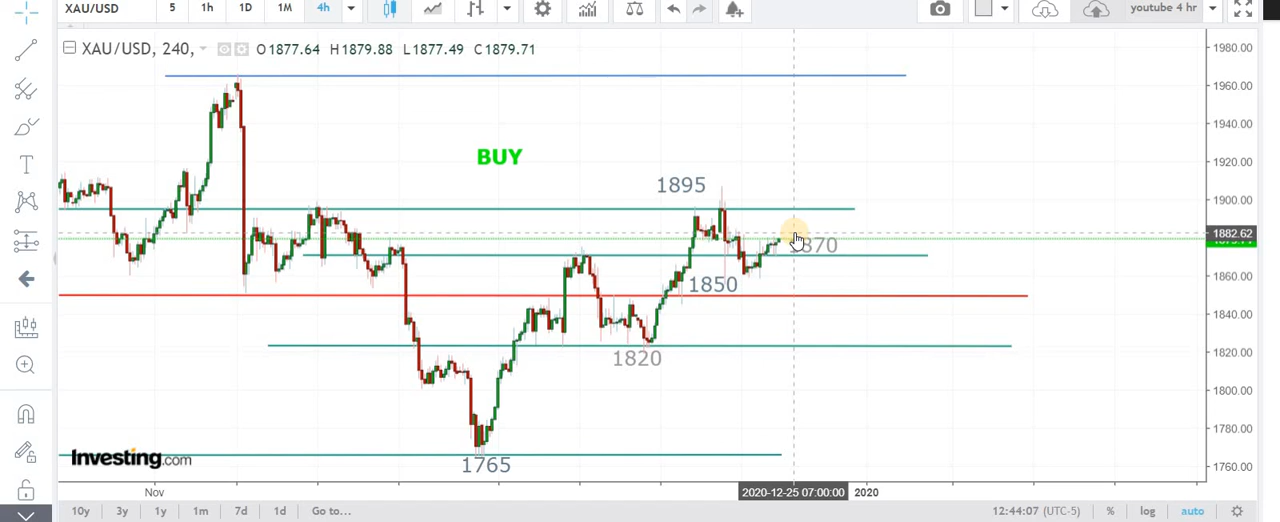 XAU/USD 5 1h 1D 1M 4h youtube 4 hr
XAU/USD, 240, O1877.64 H1879.88 L1877.49 C1879.71
1980.00
1960.00
1940.00
BUY
1920.00
1895
1900.00
1882.62
1870
1860.00
1850
1840.00
1820.00
1820
1800.00
1780.00
Investing.com
1765
1760.00
Nov 2020-12-25 07:00:00 2020
10y 3y 1y 1m 7d 1d Go to... 12:44:07 (UTC-5) % log auto